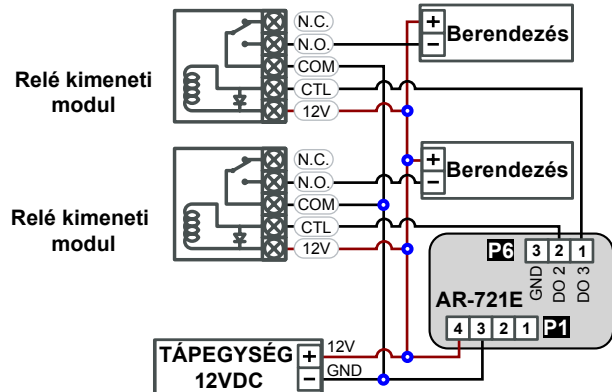 N.C.
N.O.
COM
CTL
12V
Relé kimeneti
modul
+
−
Berendezés
N.C.
N.O.
COM
CTL
12V
Relé kimeneti
modul
+
−
Berendezés
P6
3 2 1
GND
DO 2
DO 3
AR-721E
4 3 2 1
P1
TÁPEGYSÉG
12VDC
+
−
12V
GND